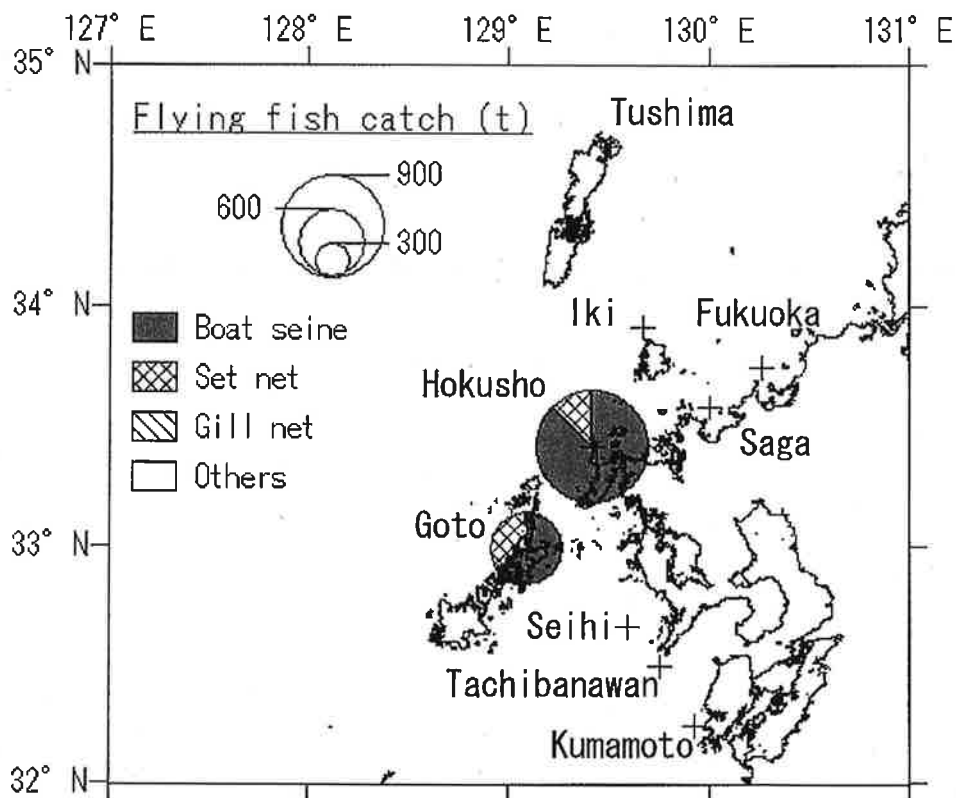 127° E 128° E 129° E 130° E 131° E
35° N
Flying fish catch (t)
Tushima
900
600
300
34° N
Iki
Fukuoka
Boat seine
Set net
Hokusho
Gill net
Saga
Others
Goto
33° N
Seihi
Tachibanawan
Kumamoto
32° N